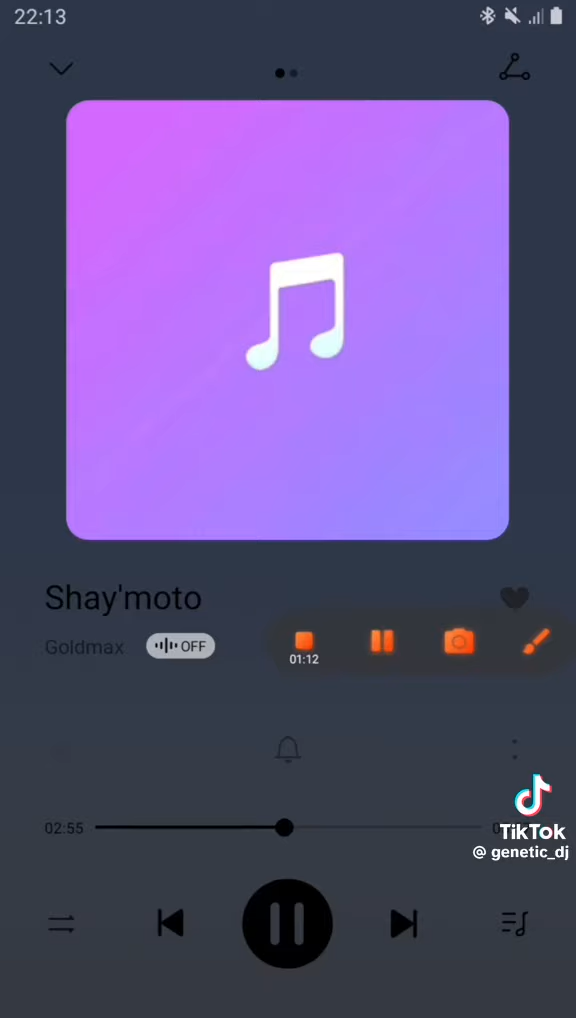 22:13
Shay'moto
Goldmax
OFF
01:12
02:55
TikTok
@ genetic_dj